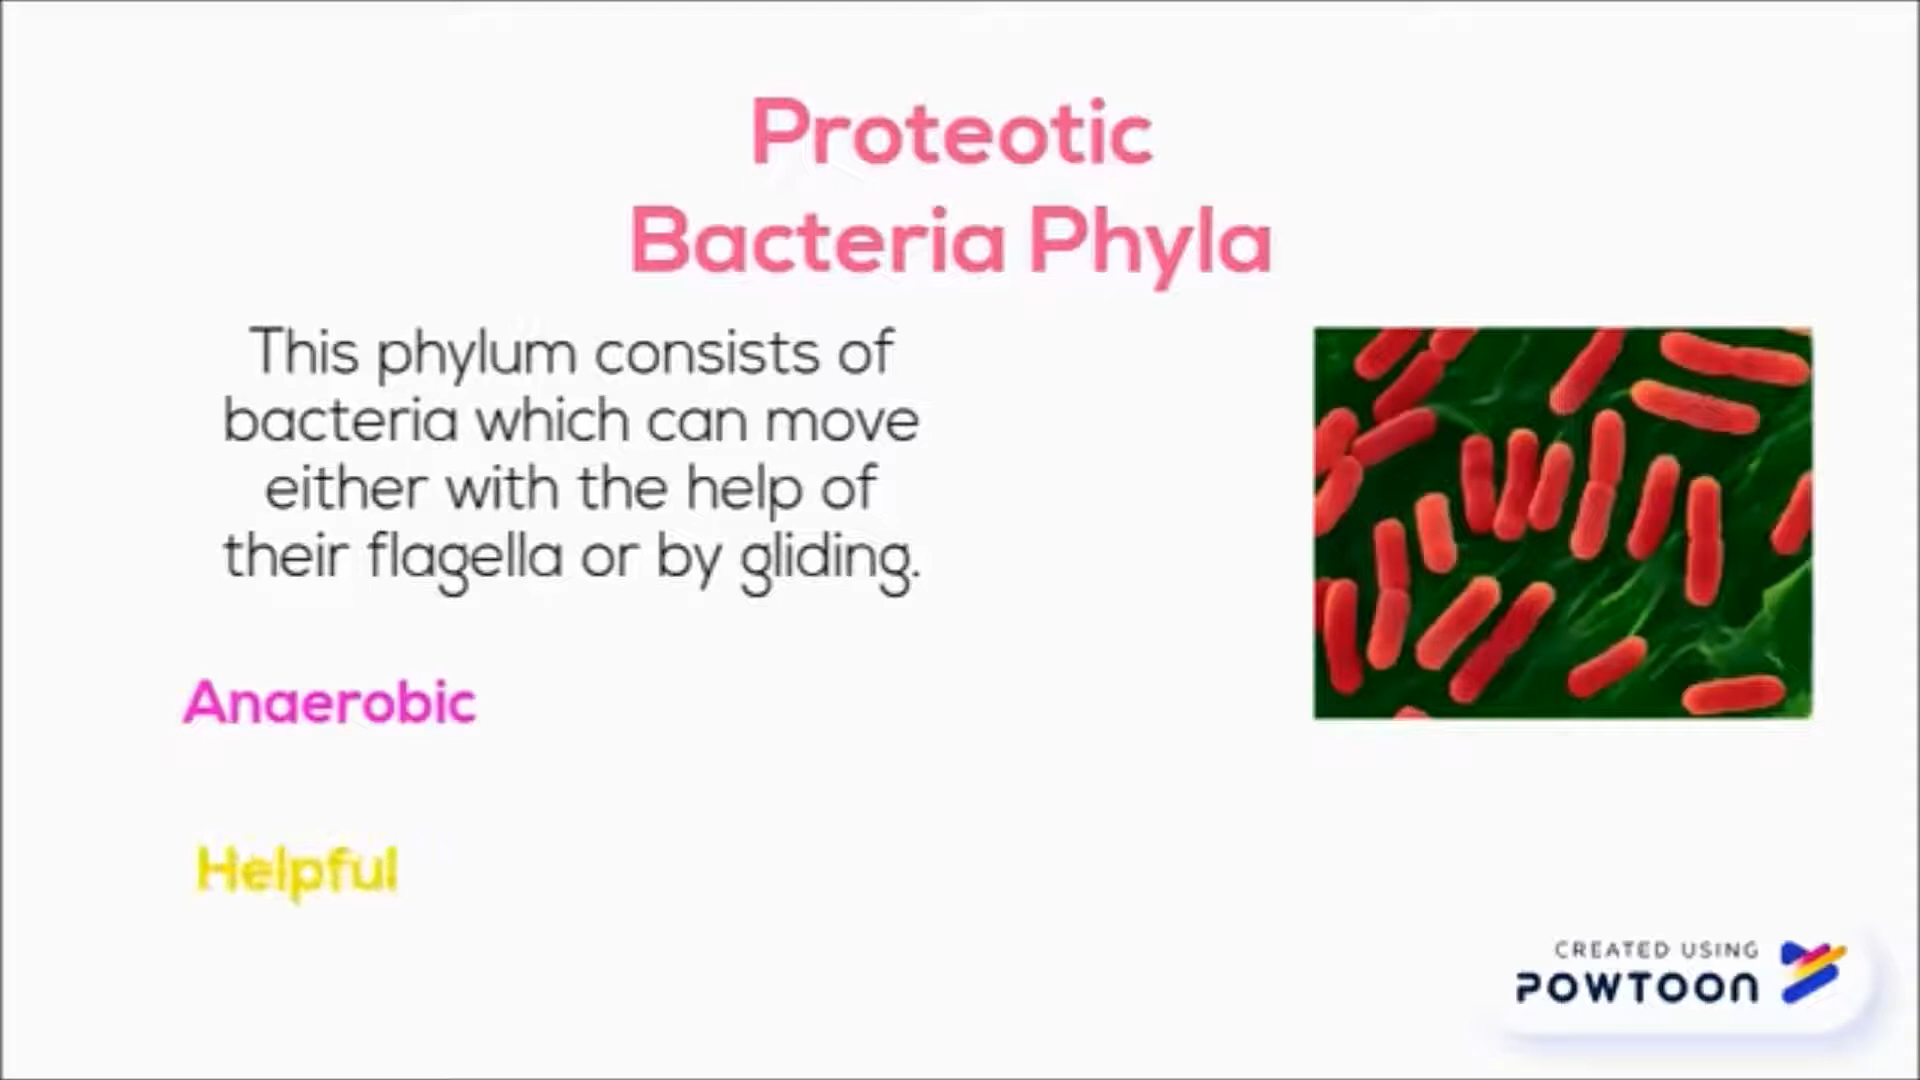 Proteotic
Bacteria Phyla
This phylum consists of
bacteria which can move
either with the help of
their flagella or by gliding.
Anaerobic
Helpful
CREATED USING
POWTOON